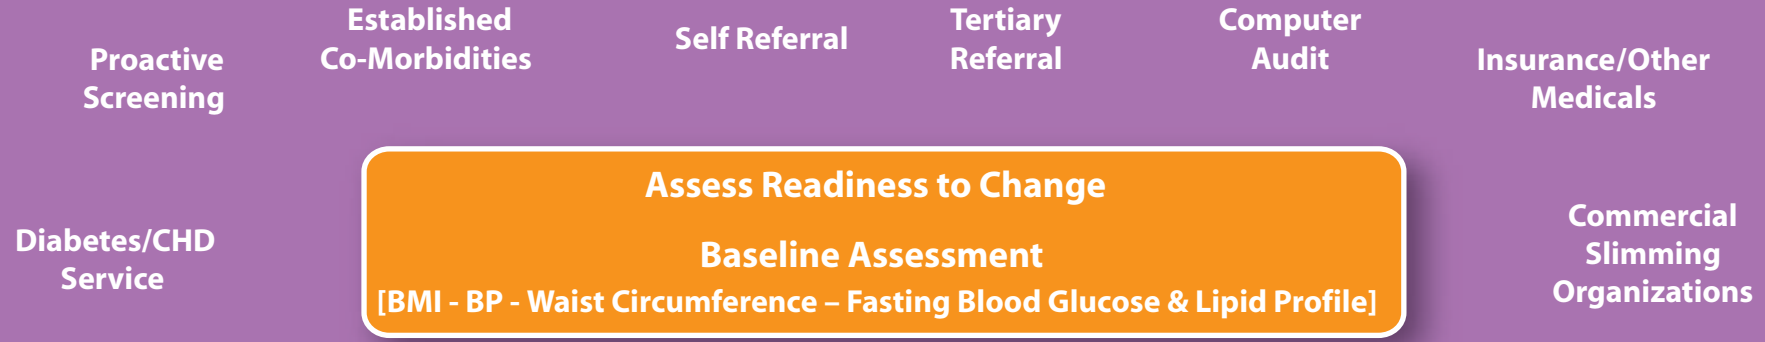 Proactive
Screening
Established
Co-Morbidities
Self Referral
Tertiary
Referral
Computer
Audit
Insurance/Other
Medicals
Diabetes/CHD
Service
Assess Readiness to Change
Baseline Assessment
[BMI - BP - Waist Circumference – Fasting Blood Glucose & Lipid Profile]
Commercial
Slimming
Organizations